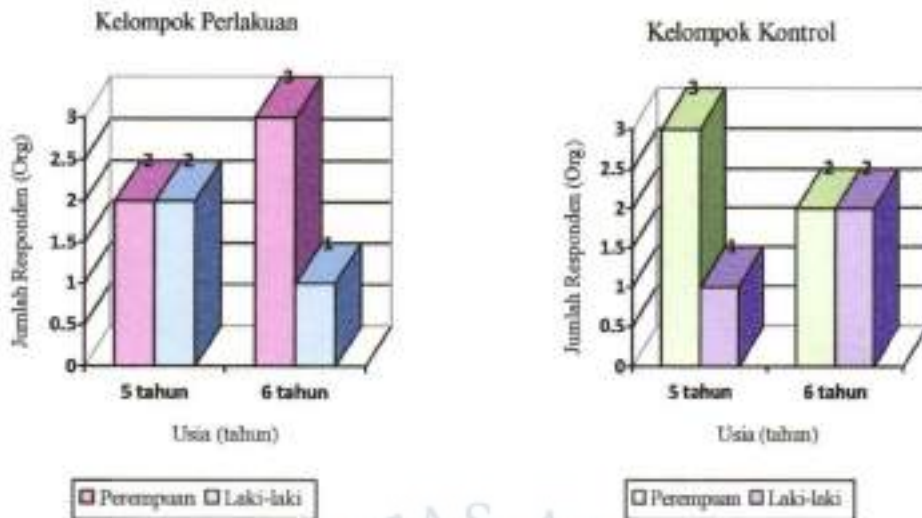 Kelompok Perlakuan
Jumlah Responden (Org)
3
2.5
2
1.5
1
0.5
0
2
2
3
1
5 tahun
6 tahun
Usia (tahun)
Perempuan Laki-laki
Kelompok Kontrol
Jumlah Responden (Org)
3
2.5
2
1.5
1
0.5
0
3
1
2
2
5 tahun
6 tahun
Usia (tahun)
Perempuan Laki-laki